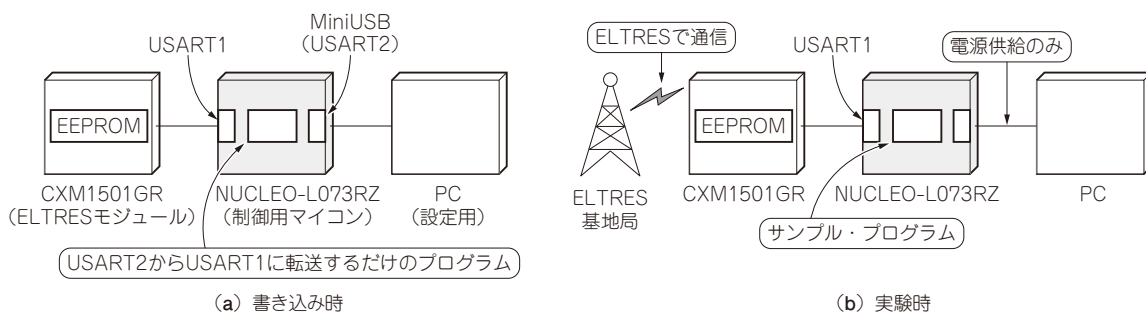 MiniUSB
(USART2)
USART1
EEPROM
CXM1501GR
(ELTRESモジュール)
NUCLEO-L073RZ
(制御用マイコン)
PC
(設定用)
USART2からUSART1に転送するだけのプログラム
(a) 書き込み時
ELTRESで通信
USART1
電源供給のみ
EEPROM
ELTRES
基地局
CXM1501GR
NUCLEO-L073RZ
PC
サンプル・プログラム
(b) 実験時